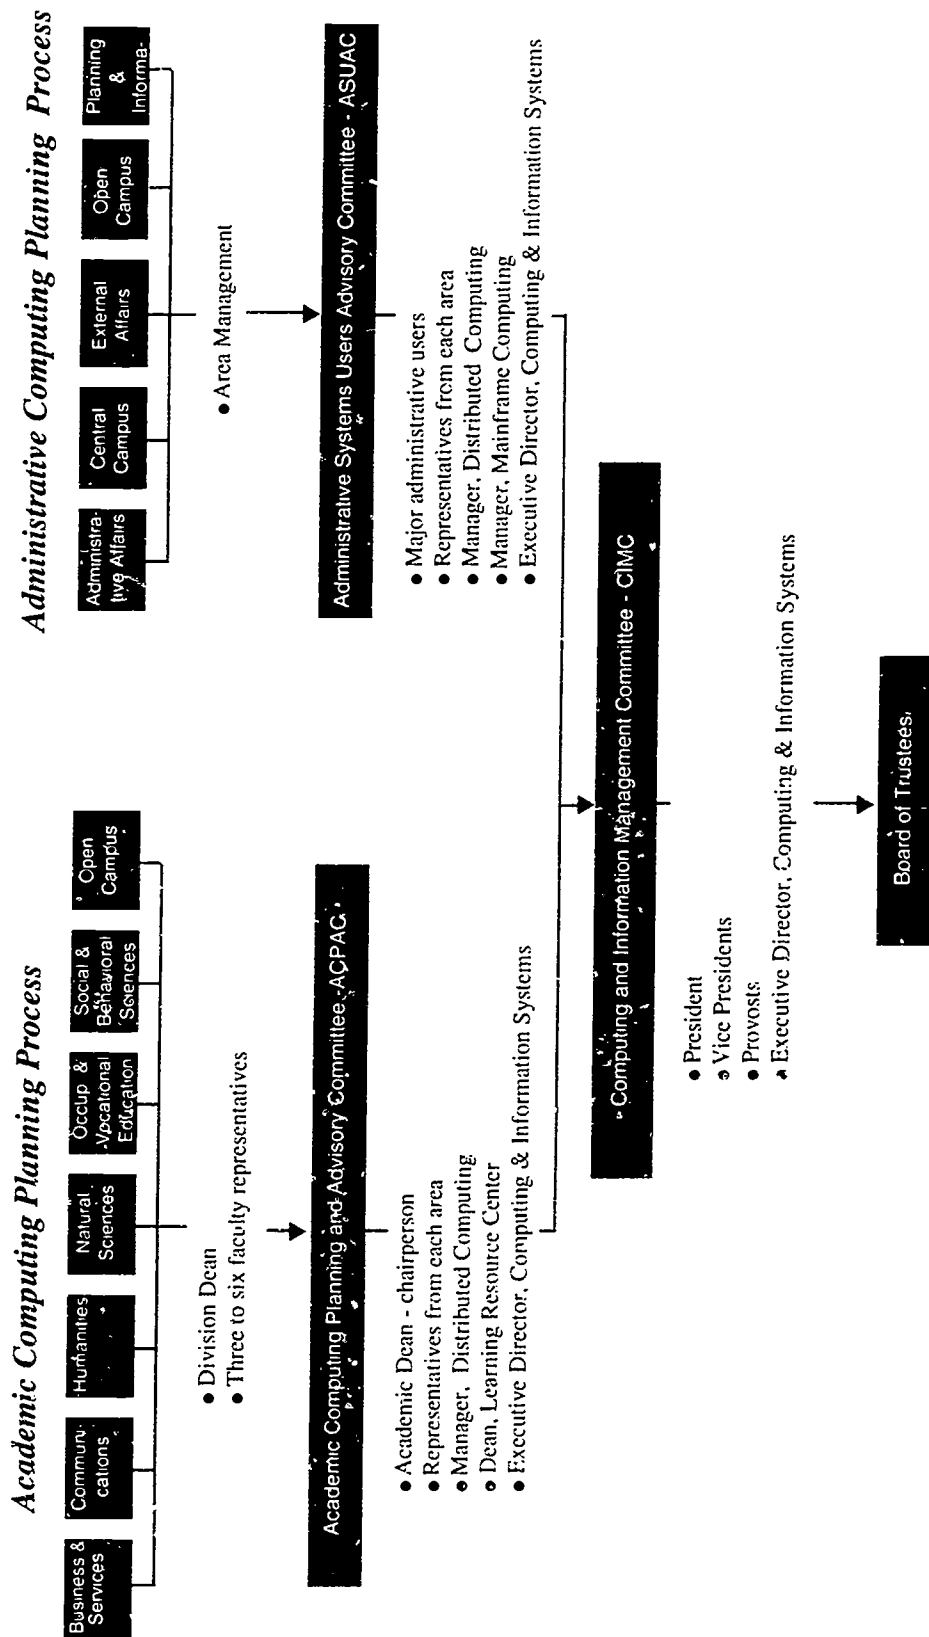 Academic Computing Planning Process
Business &
Services
Communi
cations
Humanities
Natural
Sciences
Occup &
Vocational
Education
Social &
Behavioral
Sciences
Open
Campus
● Division Dean
● Three to six faculty representatives
Academic Computing Planning and Advisory Committee - ACPAC
● Academic Dean - chairperson
● Representatives from each area
● Manager, Distributed Computing
● Dean, Learning Resource Center
● Executive Director, Computing & Information Systems
Administrative Computing Planning Process
Administra-
tive Affairs
Central
Campus
External
Affairs
Open
Campus
Planning
&
Informa-
● Area Management
Administrative Systems Users Advisory Committee - ASUAC
● Major administrative users
● Representatives from each area
● Manager, Distributed Computing
● Manager, Mainframe Computing
● Executive Director, Computing & Information Systems
Computing and Information Management Committee - CIMC
● President
● Vice Presidents
● Provosts
● Executive Director, Computing & Information Systems
Board of Trustees